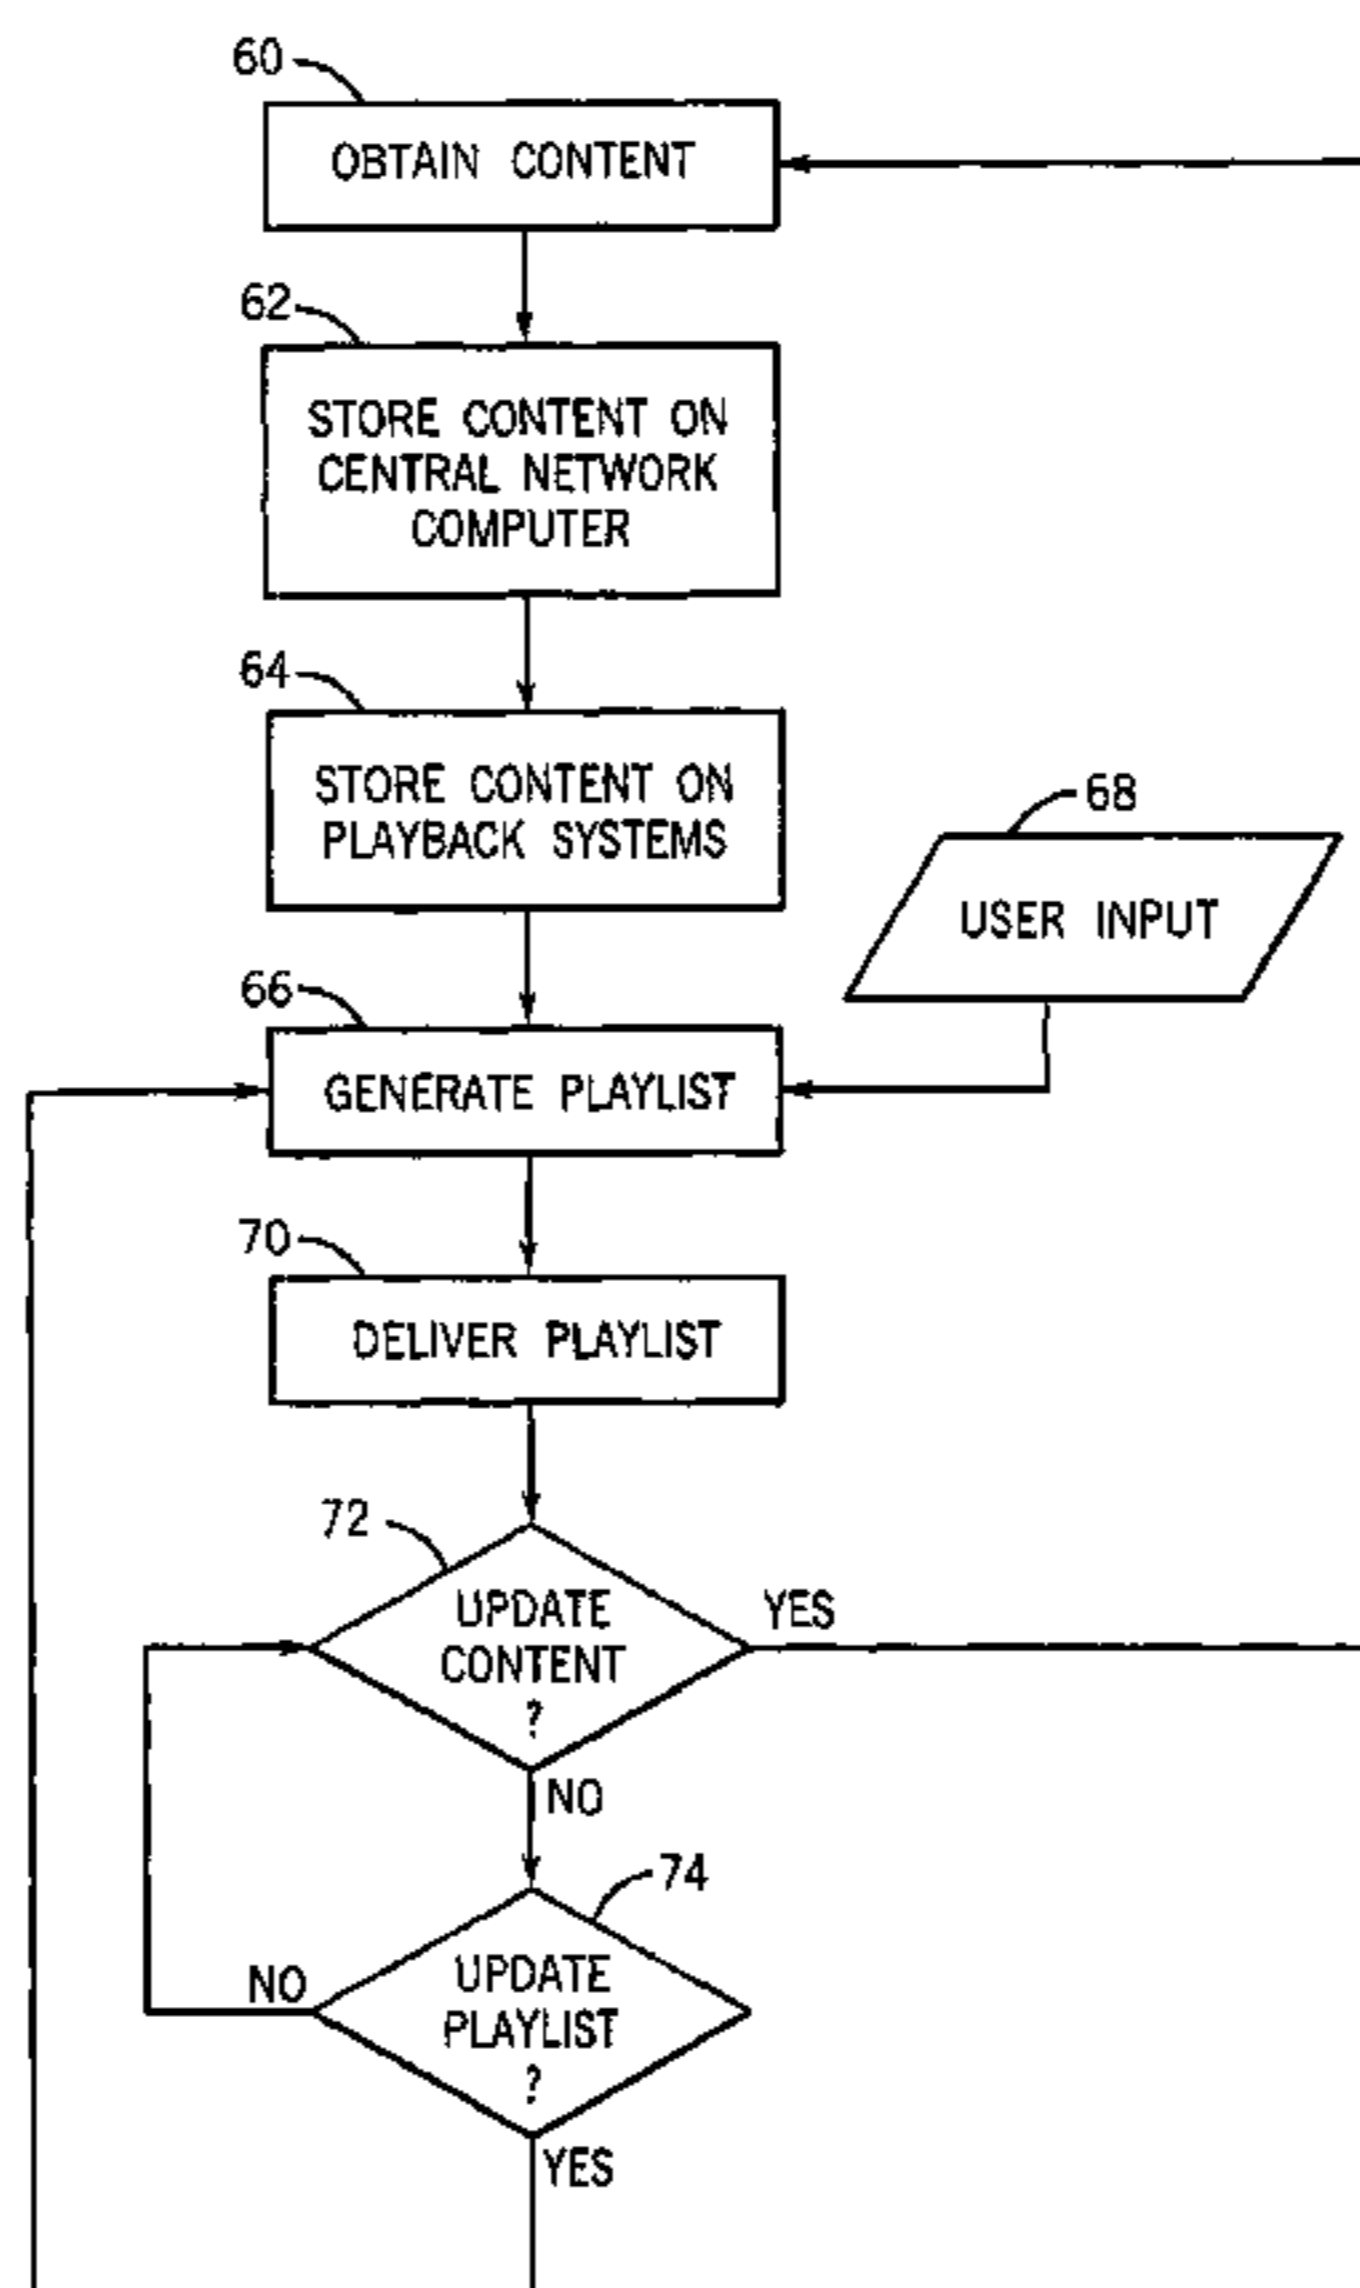 60
OBTAIN CONTENT
62
STORE CONTENT ON
CENTRAL NETWORK
COMPUTER
64
STORE CONTENT ON
PLAYBACK SYSTEMS
68
USER INPUT
66
GENERATE PLAYLIST
70
DELIVER PLAYLIST
72
UPDATE
CONTENT
?
YES
NO
74
UPDATE
PLAYLIST
?
NO
YES